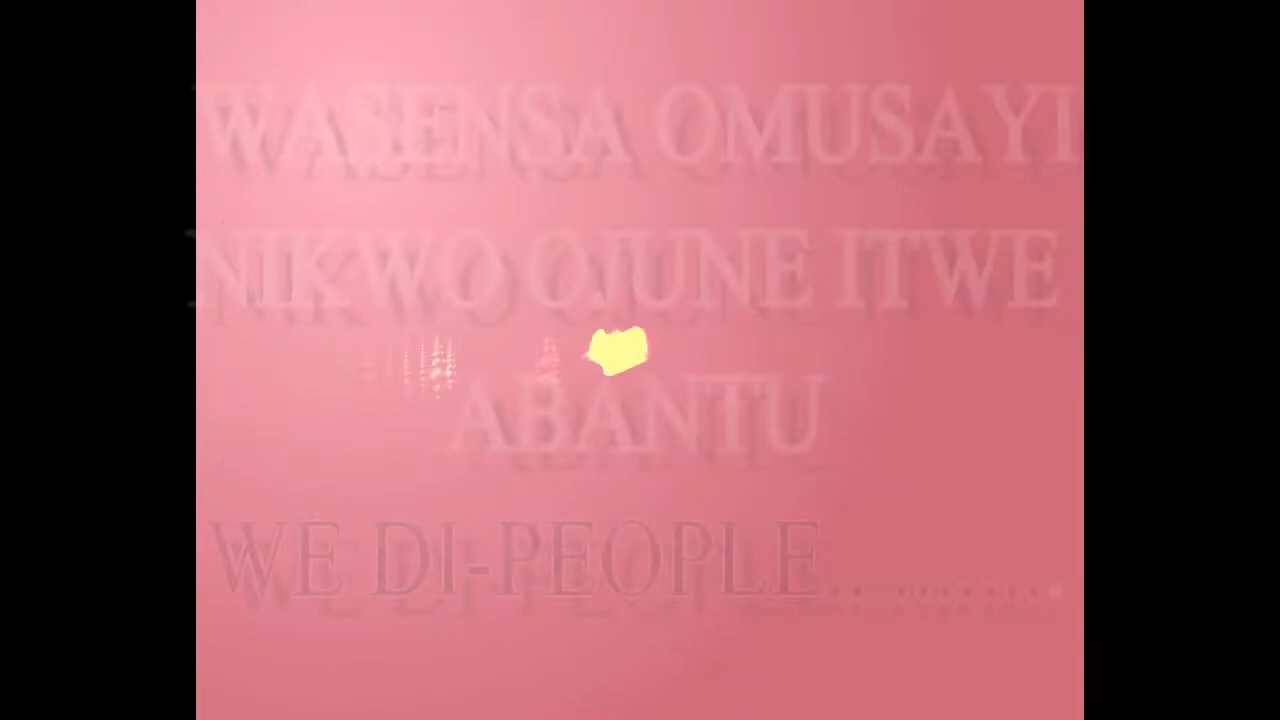 WASENSA OMUSAYI
NIKWO OJUNE ITWE
ABANTU
WE DI-PEOPLE............